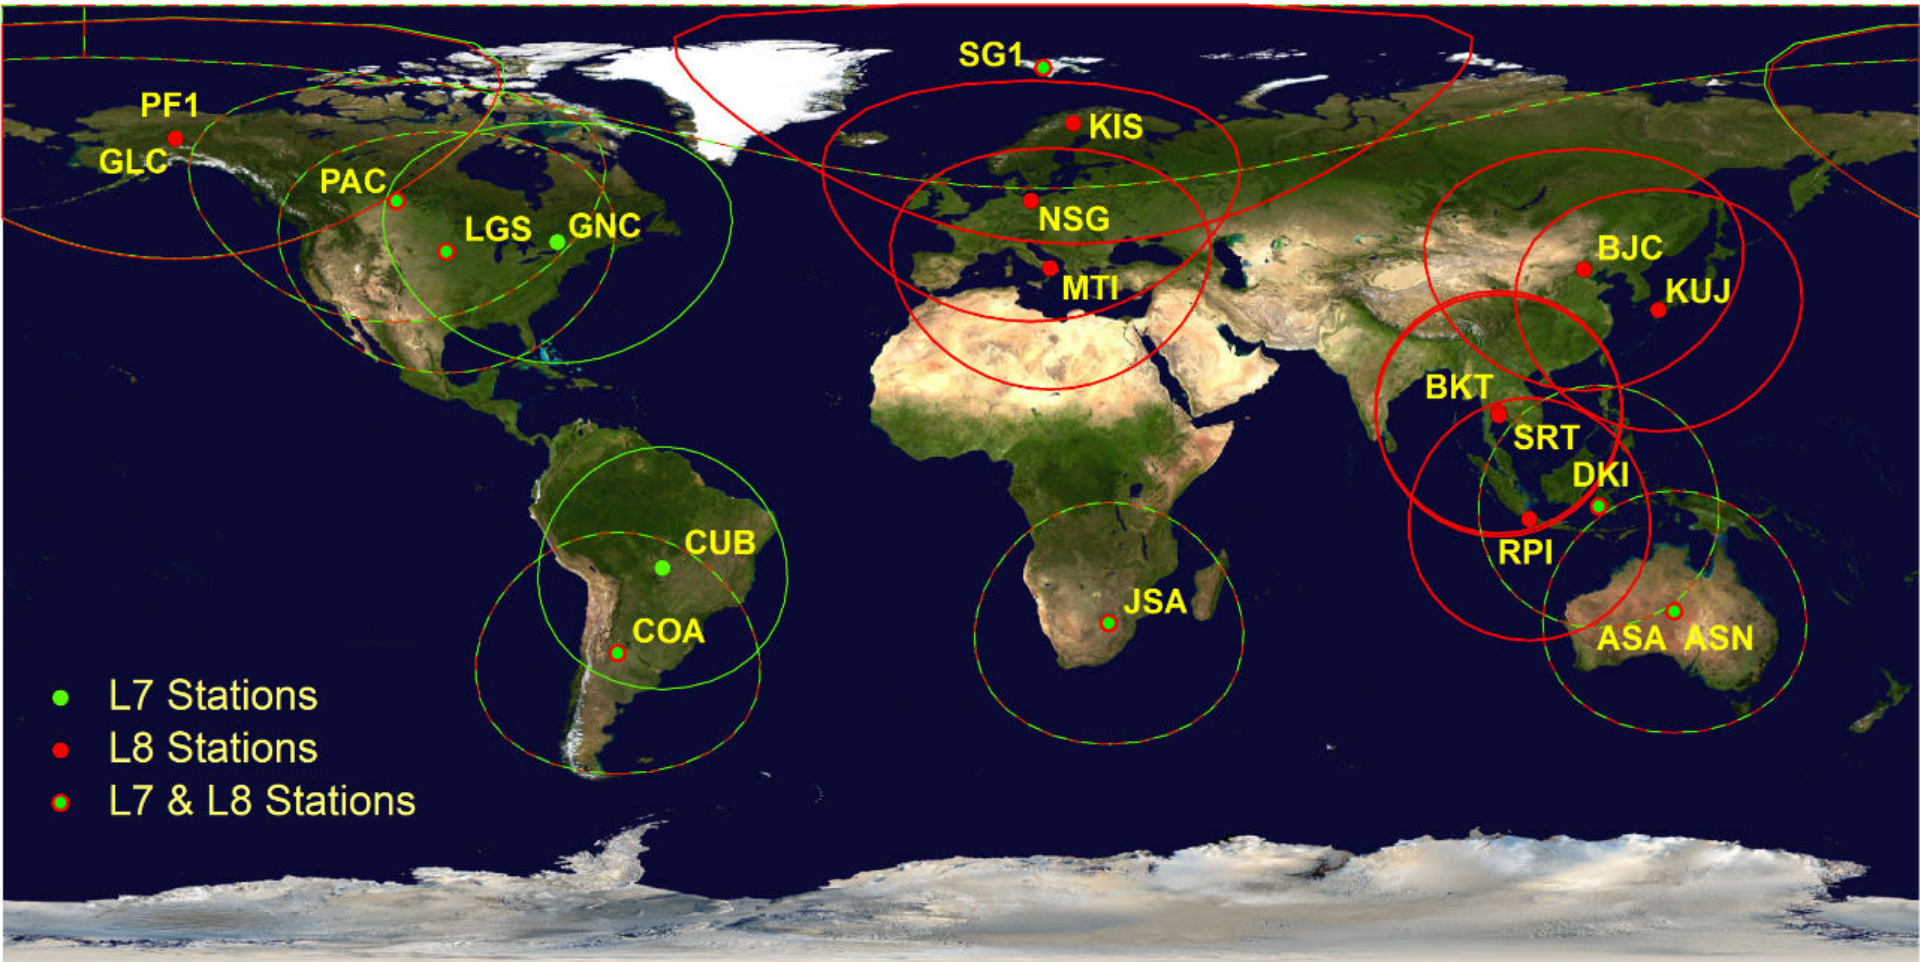 SG1
PF1
KIS
GLC
PAC
NSG
LGS
GNC
BJC
MTI
KUJ
BKT
SRT
DKI
CUB
RPI
JSA
COA
ASA ASN
L7 Stations
L8 Stations
L7 & L8 Stations